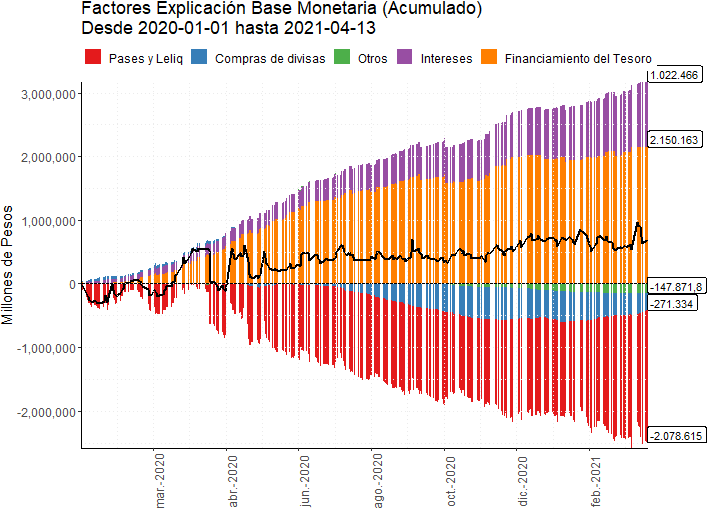 Factores Explicación Base Monetaria (Acumulado)
Desde 2020-01-01 hasta 2021-04-13
Pases y Leliq Compras de divisas Otros Intereses Financiamiento del Tesoro
1.022.466
3,000,000
2.150.163
2,000,000
1,000,000
Millones de Pesos
0
-147.871,8
-271.334
-1,000,000
-2,000,000
-2.078.615
mar.-2020 abr.-2020 jun.-2020 ago.-2020 oct.-2020 dic.-2020 feb.-2021